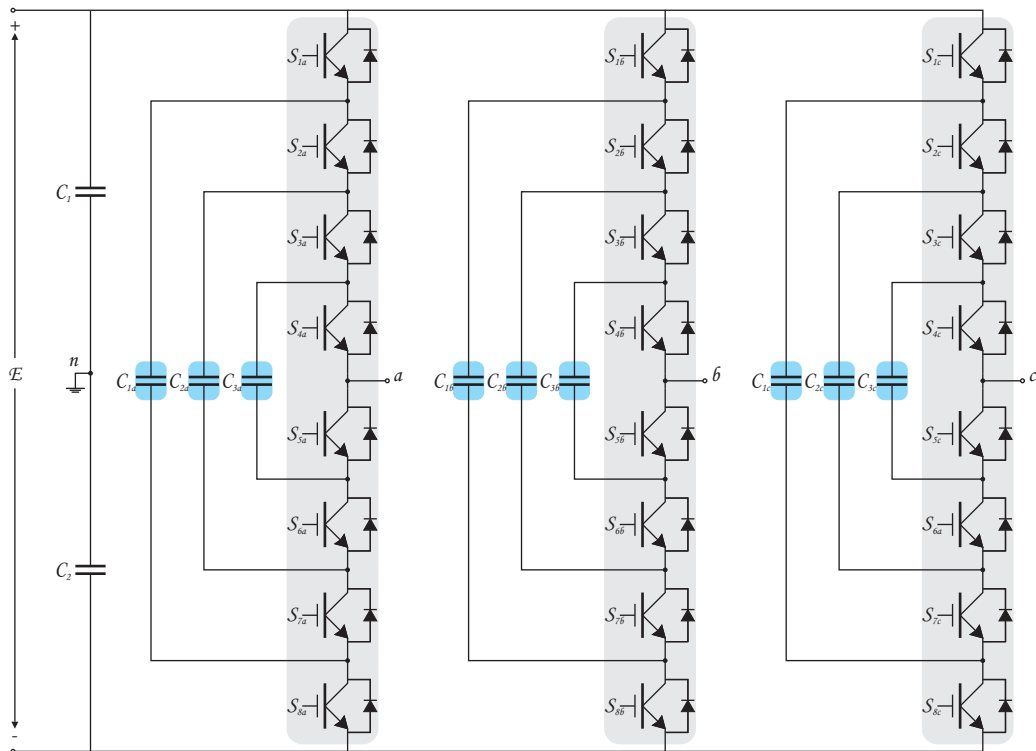 +
S1a S1b S1c
S2a S2b S2c
C1
S3a S3b S3c
S4a S4b S4c
n
E
C1a C2a C3a a C1b C2b C3b b C1c C2c C3c c
S5a S5b S5c
S6a S6b S6a
C2
S7a S7b S7c
S8a S8b S8c
-